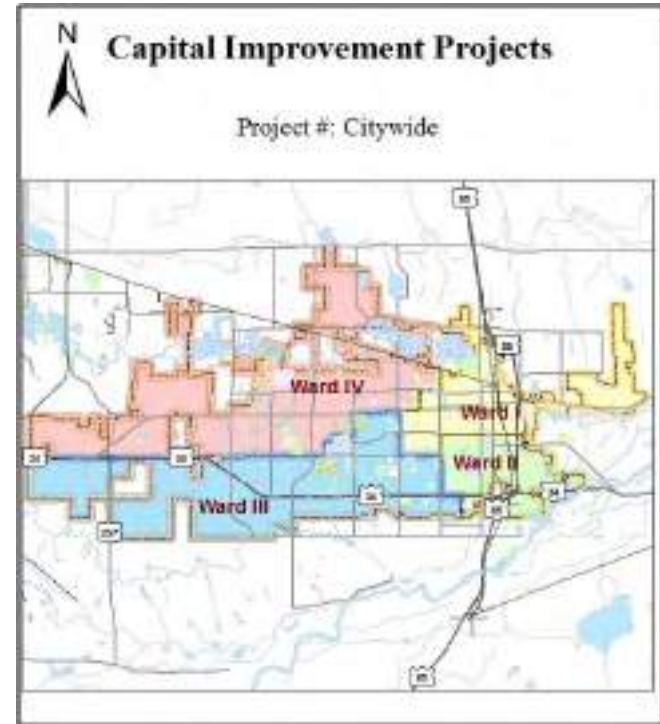 N
Capital Improvement Projects
Project #: Citywide
85
85
Ward IV
Ward I
34
Ward II
34
34
Ward III
85
257
85